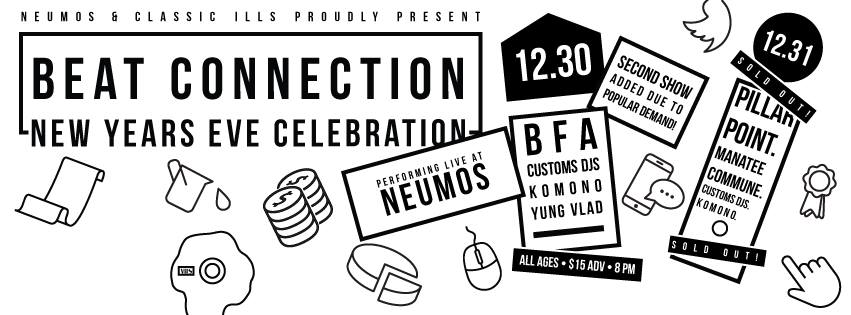 NEUMOS & CLASSIC ILLS PROUDLY PRESENT
BEAT CONNECTION
NEW YEARS EVE CELEBRATION
PERFORMING LIVE AT
NEUMOS
12.30
SECOND SHOW
ADDED DUE TO
POPULAR DEMAND!
BFA
CUSTOMS DJS
KOMONO
YUNG VLAD
ALL AGES • $15 ADV • 8 PM
12.31
SOLD OUT!
PILLAR
POINT.
MANATEE
COMMUNE.
CUSTOMS DJS.
KOMONO.
SOLD OUT!